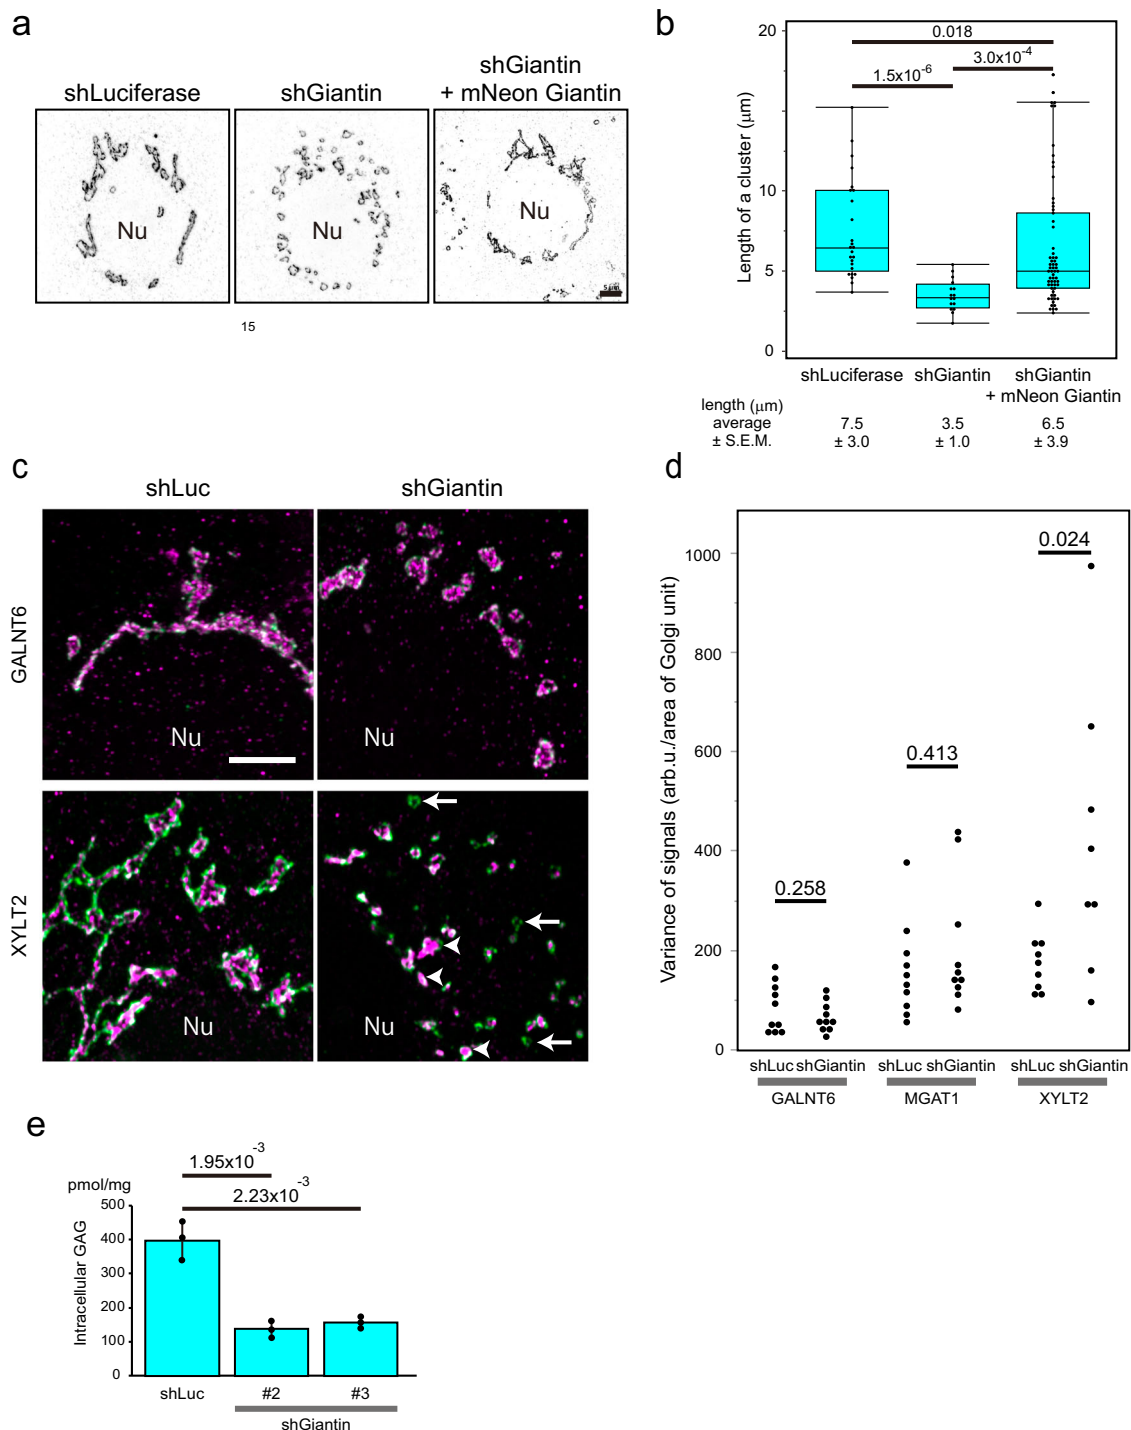 a
shLuciferase
shGiantin
shGiantin
+ mNeon Giantin
Nu
Nu
Nu
5 μm
15
b
Length of a cluster (μm)
20
10
5
0
0.018
1.5x10-6
3.0x10-4
shLuciferase
shGiantin
shGiantin
+ mNeon Giantin
length (μm)
average
± S.E.M.
7.5
± 3.0
3.5
± 1.0
6.5
± 3.9
c
shLuc
shGiantin
GALNT6
Nu
Nu
XYLT2
Nu
Nu
d
Variance of signals (arb.u./area of Golgi unit)
1000
800
600
400
200
0
0.258
0.413
0.024
shLuc shGiantin
shLuc shGiantin
shLuc shGiantin
GALNT6
MGAT1
XYLT2
e
pmol/mg
Intracellular GAG
500
400
300
200
100
0
1.95x10-3
2.23x10-3
shLuc
#2
#3
shGiantin